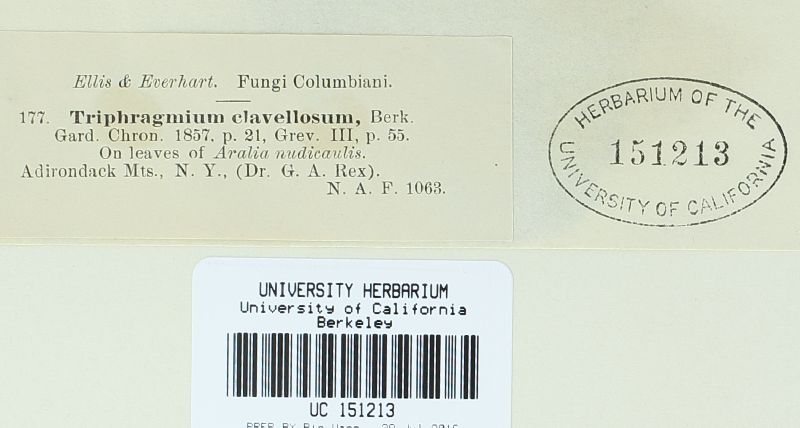 Ellis & Everhart. Fungi Columbiani.
177. Triphragmium clavellosum, Berk.
Gard. Chron. 1857, p. 21, Grev. III, p. 55.
On leaves of Aralia nudicaulis.
Adirondack Mts., N. Y., (Dr. G. A. Rex).
N. A. F. 1063.
HERBARIUM OF THE
151213
UNIVERSITY OF CALIFORNIA
UNIVERSITY HERBARIUM
University of California
Berkeley
UC 151213